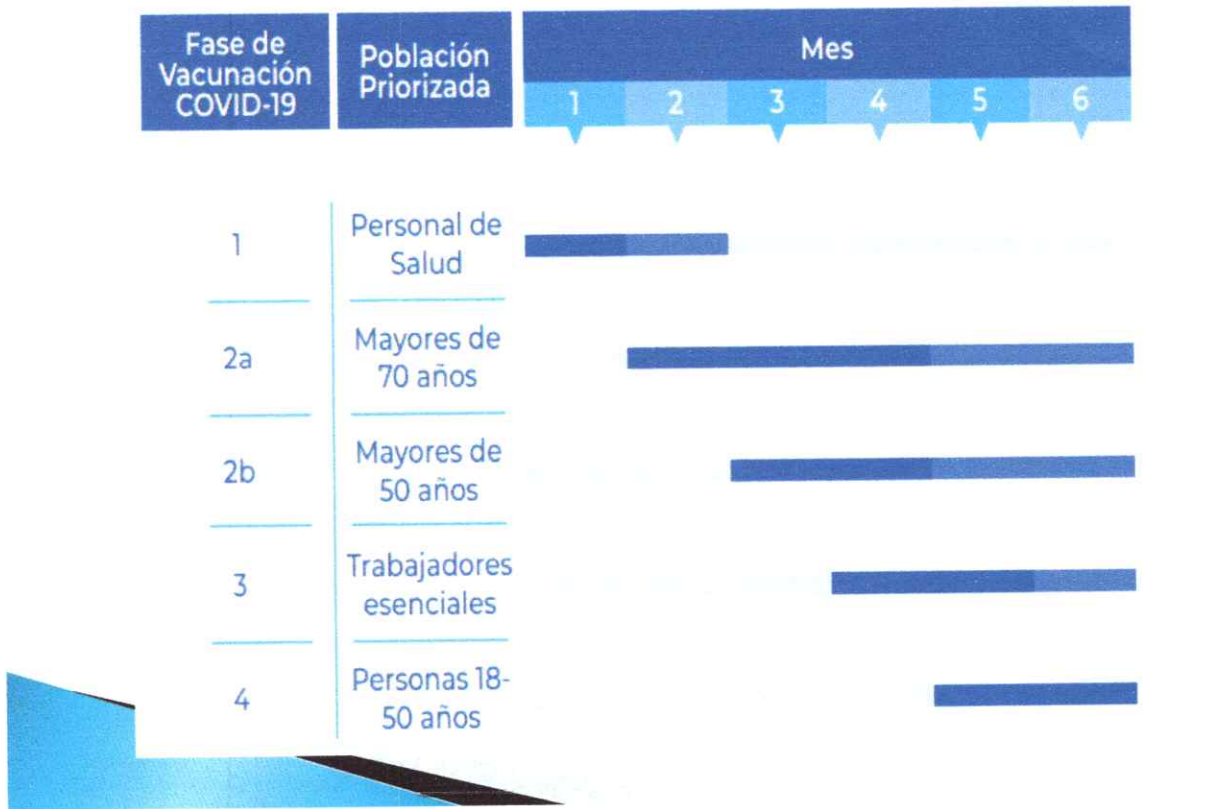 Fase de
Vacunación
COVID-19
Población
Priorizada
Mes
1 2 3 4 5 6
1
Personal de
Salud
2a
Mayores de
70 años
2b
Mayores de
50 años
3
Trabajadores
esenciales
4
Personas 18-
50 años